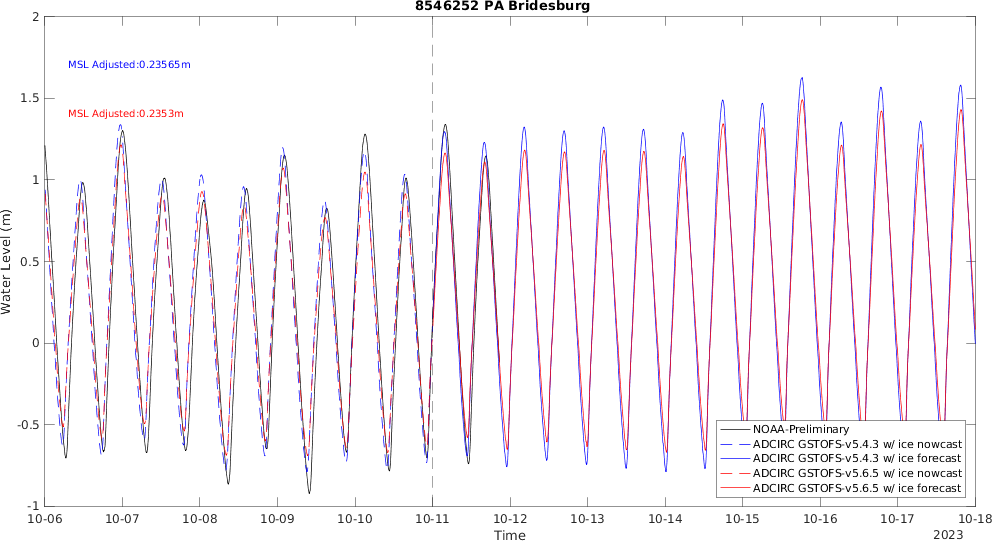 8546252 PA Bridesburg
2
1.5
1
0.5
0
-0.5
-1
Water Level (m)
MSL Adjusted:0.23565m
MSL Adjusted:0.2353m
NOAA-Preliminary
ADCIRC GSTOFS-v5.4.3 w/ ice nowcast
ADCIRC GSTOFS-v5.4.3 w/ ice forecast
ADCIRC GSTOFS-v5.6.5 w/ ice nowcast
ADCIRC GSTOFS-v5.6.5 w/ ice forecast
10-06 10-07 10-08 10-09 10-10 10-11 10-12 10-13 10-14 10-15 10-16 10-17 10-18
Time
2023